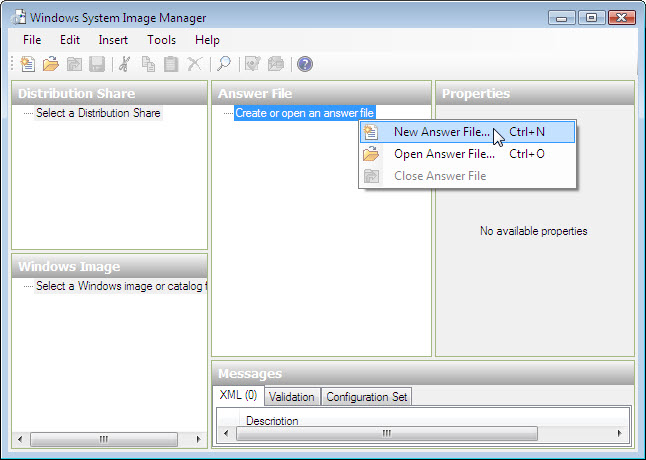 Windows System Image Manager
File Edit Insert Tools Help
Distribution Share
Select a Distribution Share
Answer File
Create or open an answer file
New Answer File... Ctrl+N
Open Answer File... Ctrl+O
Close Answer File
Properties
No available properties
Windows Image
Select a Windows image or catalog f
Messages
XML (0) Validation Configuration Set
Description